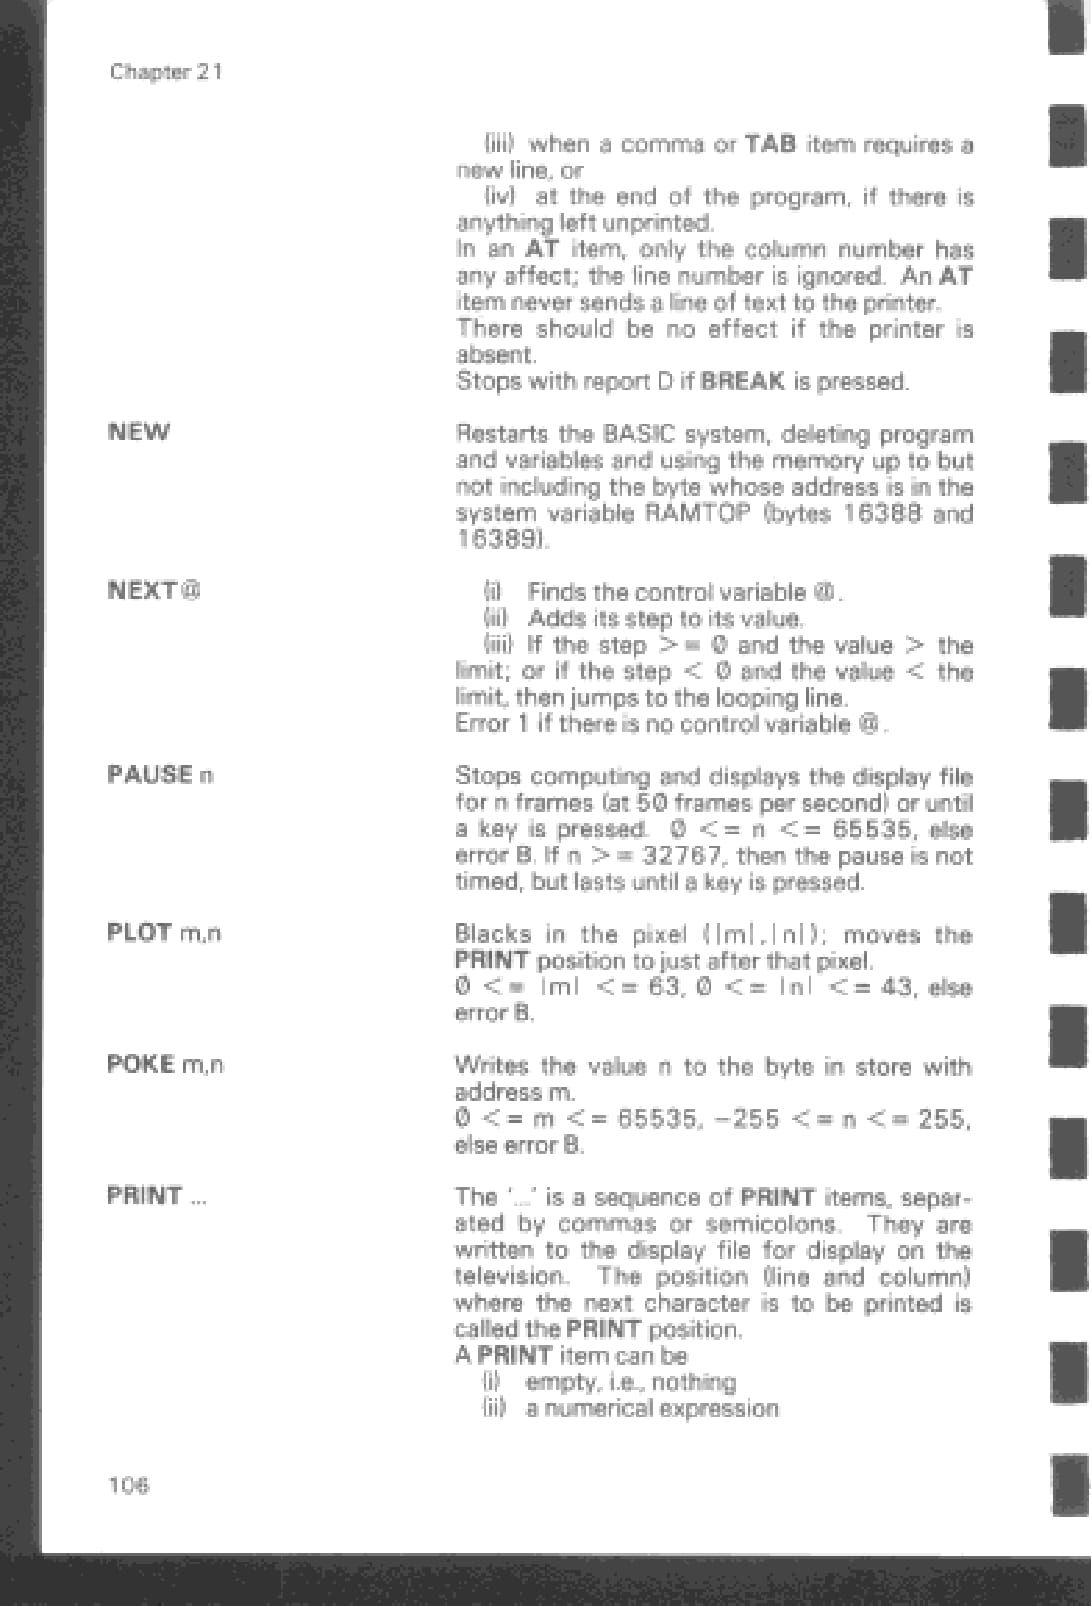 Chapter 21
(iii) when a comma or TAB item requires a
new line, or
(iv) at the end of the program, if there is
anything left unprinted.
In an AT item, only the column number has
any affect; the line number is ignored. An AT
item never sends a line of text to the printer.
There should be no effect if the printer is
absent.
Stops with report D if BREAK is pressed.
NEW Restarts the BASIC system, deleting program
and variables and using the memory up to but
not including the byte whose address is in the
system variable RAMTOP (bytes 16388 and
16389).
NEXT@ (i) Finds the control variable @.
(ii) Adds its step to its value.
(iii) If the step >= 0 and the value > the
limit; or if the step < 0 and the value < the
limit, then jumps to the looping line.
Error 1 if there is no control variable @.
PAUSE n Stops computing and displays the display file
for n frames (at 50 frames per second) or until
a key is pressed. 0 <= n <= 65535, else
error B. If n >= 32767, then the pause is not
timed, but lasts until a key is pressed.
PLOT m,n Blacks in the pixel (|m|,|n|); moves the
PRINT position to just after that pixel.
0 <= |m| <= 63, 0 <= |n| <= 43, else
error B.
POKE m,n Writes the value n to the byte in store with
address m.
0 <= m <= 65535, −255 <= n <= 255,
else error B.
PRINT ... The '...' is a sequence of PRINT items, separ-
ated by commas or semicolons. They are
written to the display file for display on the
television. The position (line and column)
where the next character is to be printed is
called the PRINT position.
A PRINT item can be
(i) empty, i.e., nothing
(ii) a numerical expression
106